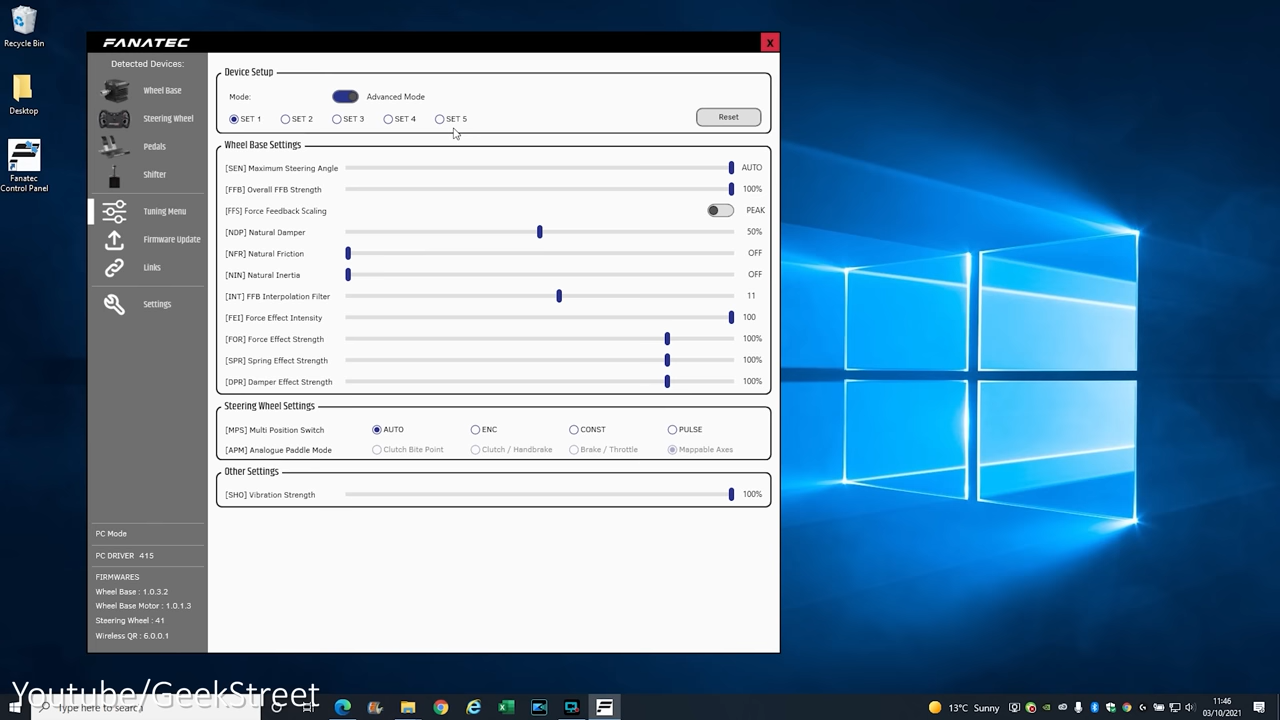 Recycle Bin
Desktop
Fanatec
Control Panel
FANATEC
X
Detected Devices:
Wheel Base
Steering Wheel
Pedals
Shifter
Tuning Menu
Firmware Update
Links
Settings
PC Mode
PC DRIVER 415
FIRMWARES
Wheel Base : 1.0.3.2
Wheel Base Motor : 1.0.1.3
Steering Wheel : 41
Wireless QR : 6.0.0.1
Device Setup
Mode: Advanced Mode
SET 1 SET 2 SET 3 SET 4 SET 5 Reset
Wheel Base Settings
[SEN] Maximum Steering Angle AUTO
[FFB] Overall FFB Strength 100%
[FFS] Force Feedback Scaling PEAK
[NDP] Natural Damper 50%
[NFR] Natural Friction OFF
[NIN] Natural Inertia OFF
[INT] FFB Interpolation Filter 11
[FEI] Force Effect Intensity 100
[FOR] Force Effect Strength 100%
[SPR] Spring Effect Strength 100%
[DPR] Damper Effect Strength 100%
Steering Wheel Settings
[MPS] Multi Position Switch AUTO ENC CONST PULSE
[APM] Analogue Paddle Mode Clutch Bite Point Clutch / Handbrake Brake / Throttle Mappable Axes
Other Settings
[SHO] Vibration Strength 100%
Youtube/GeekStreet
Type here to search
13°C Sunny
11:46
03/10/2021